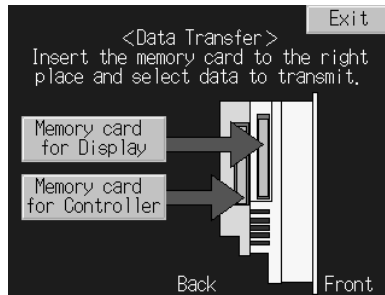 Exit
<Data Transfer>
Insert the memory card to the right
place and select data to transmit.
Memory card
for Display
Memory card
for Controller
Back
Front